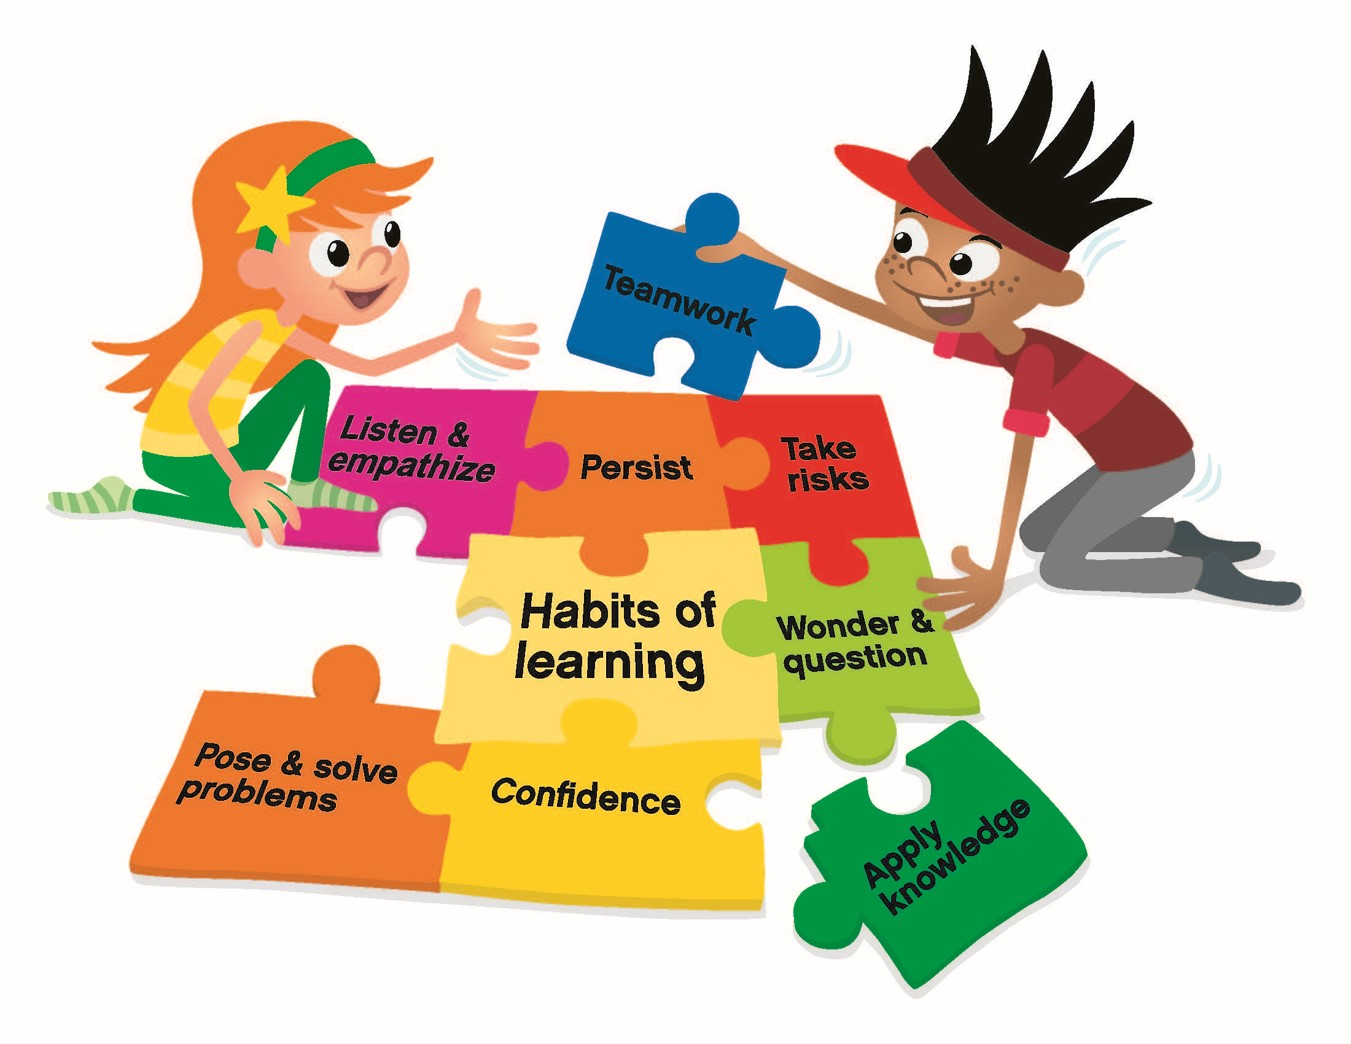 Teamwork
Listen &
empathize
Persist
Take
risks
Habits of
learning
Wonder &
question
Pose & solve
problems
Confidence
Apply
knowledge